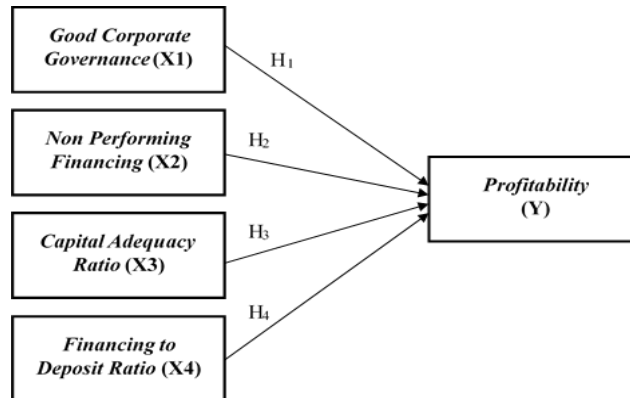 Good Corporate
Governance (X1)
H1
Non Performing
Financing (X2)
H2
Profitability
(Y)
Capital Adequacy
Ratio (X3)
H3
Financing to
Deposit Ratio (X4)
H4